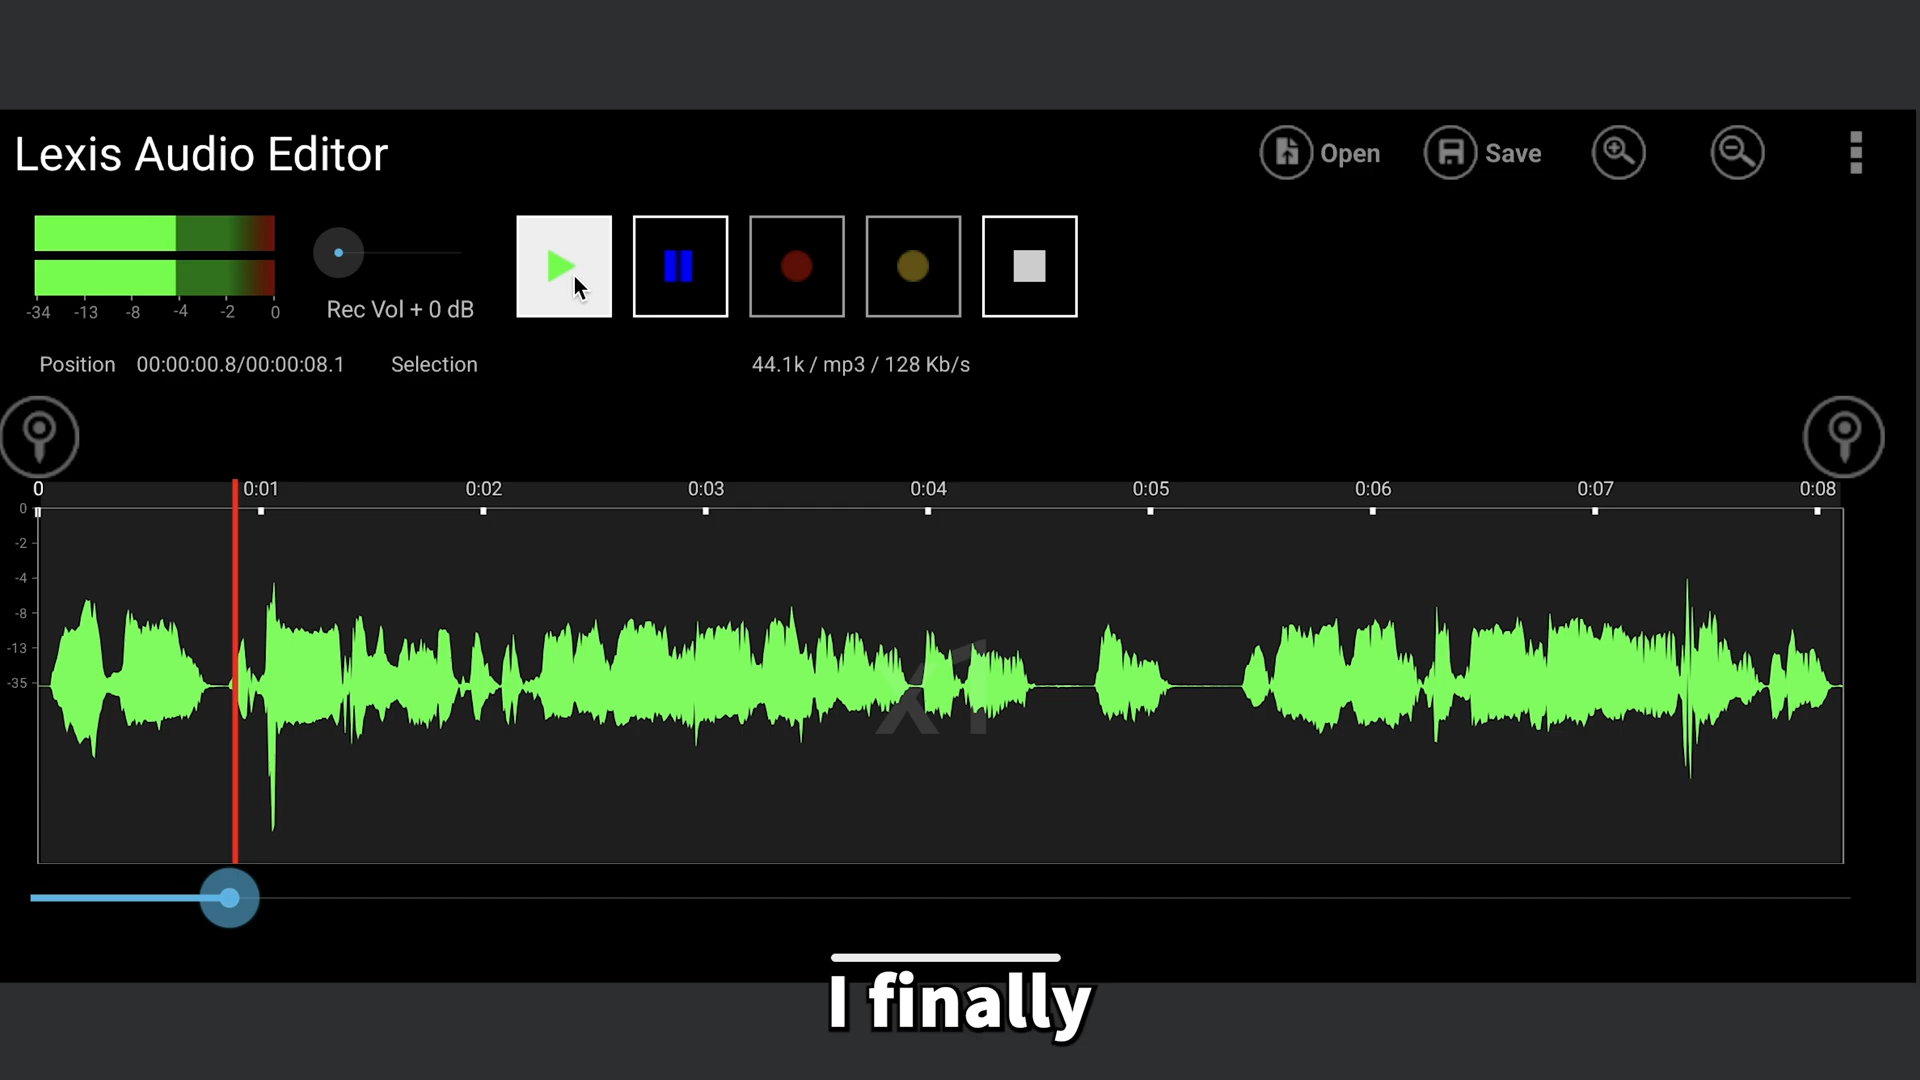 Lexis Audio Editor
Open
Save
-34 -13 -8 -4 -2 0
Rec Vol + 0 dB
Position 00:00:00.8/00:00:08.1 Selection 44.1k / mp3 / 128 Kb/s
0 0:01 0:02 0:03 0:04 0:05 0:06 0:07 0:08
0
-2
-4
-8
-13
-35
x1
I finally